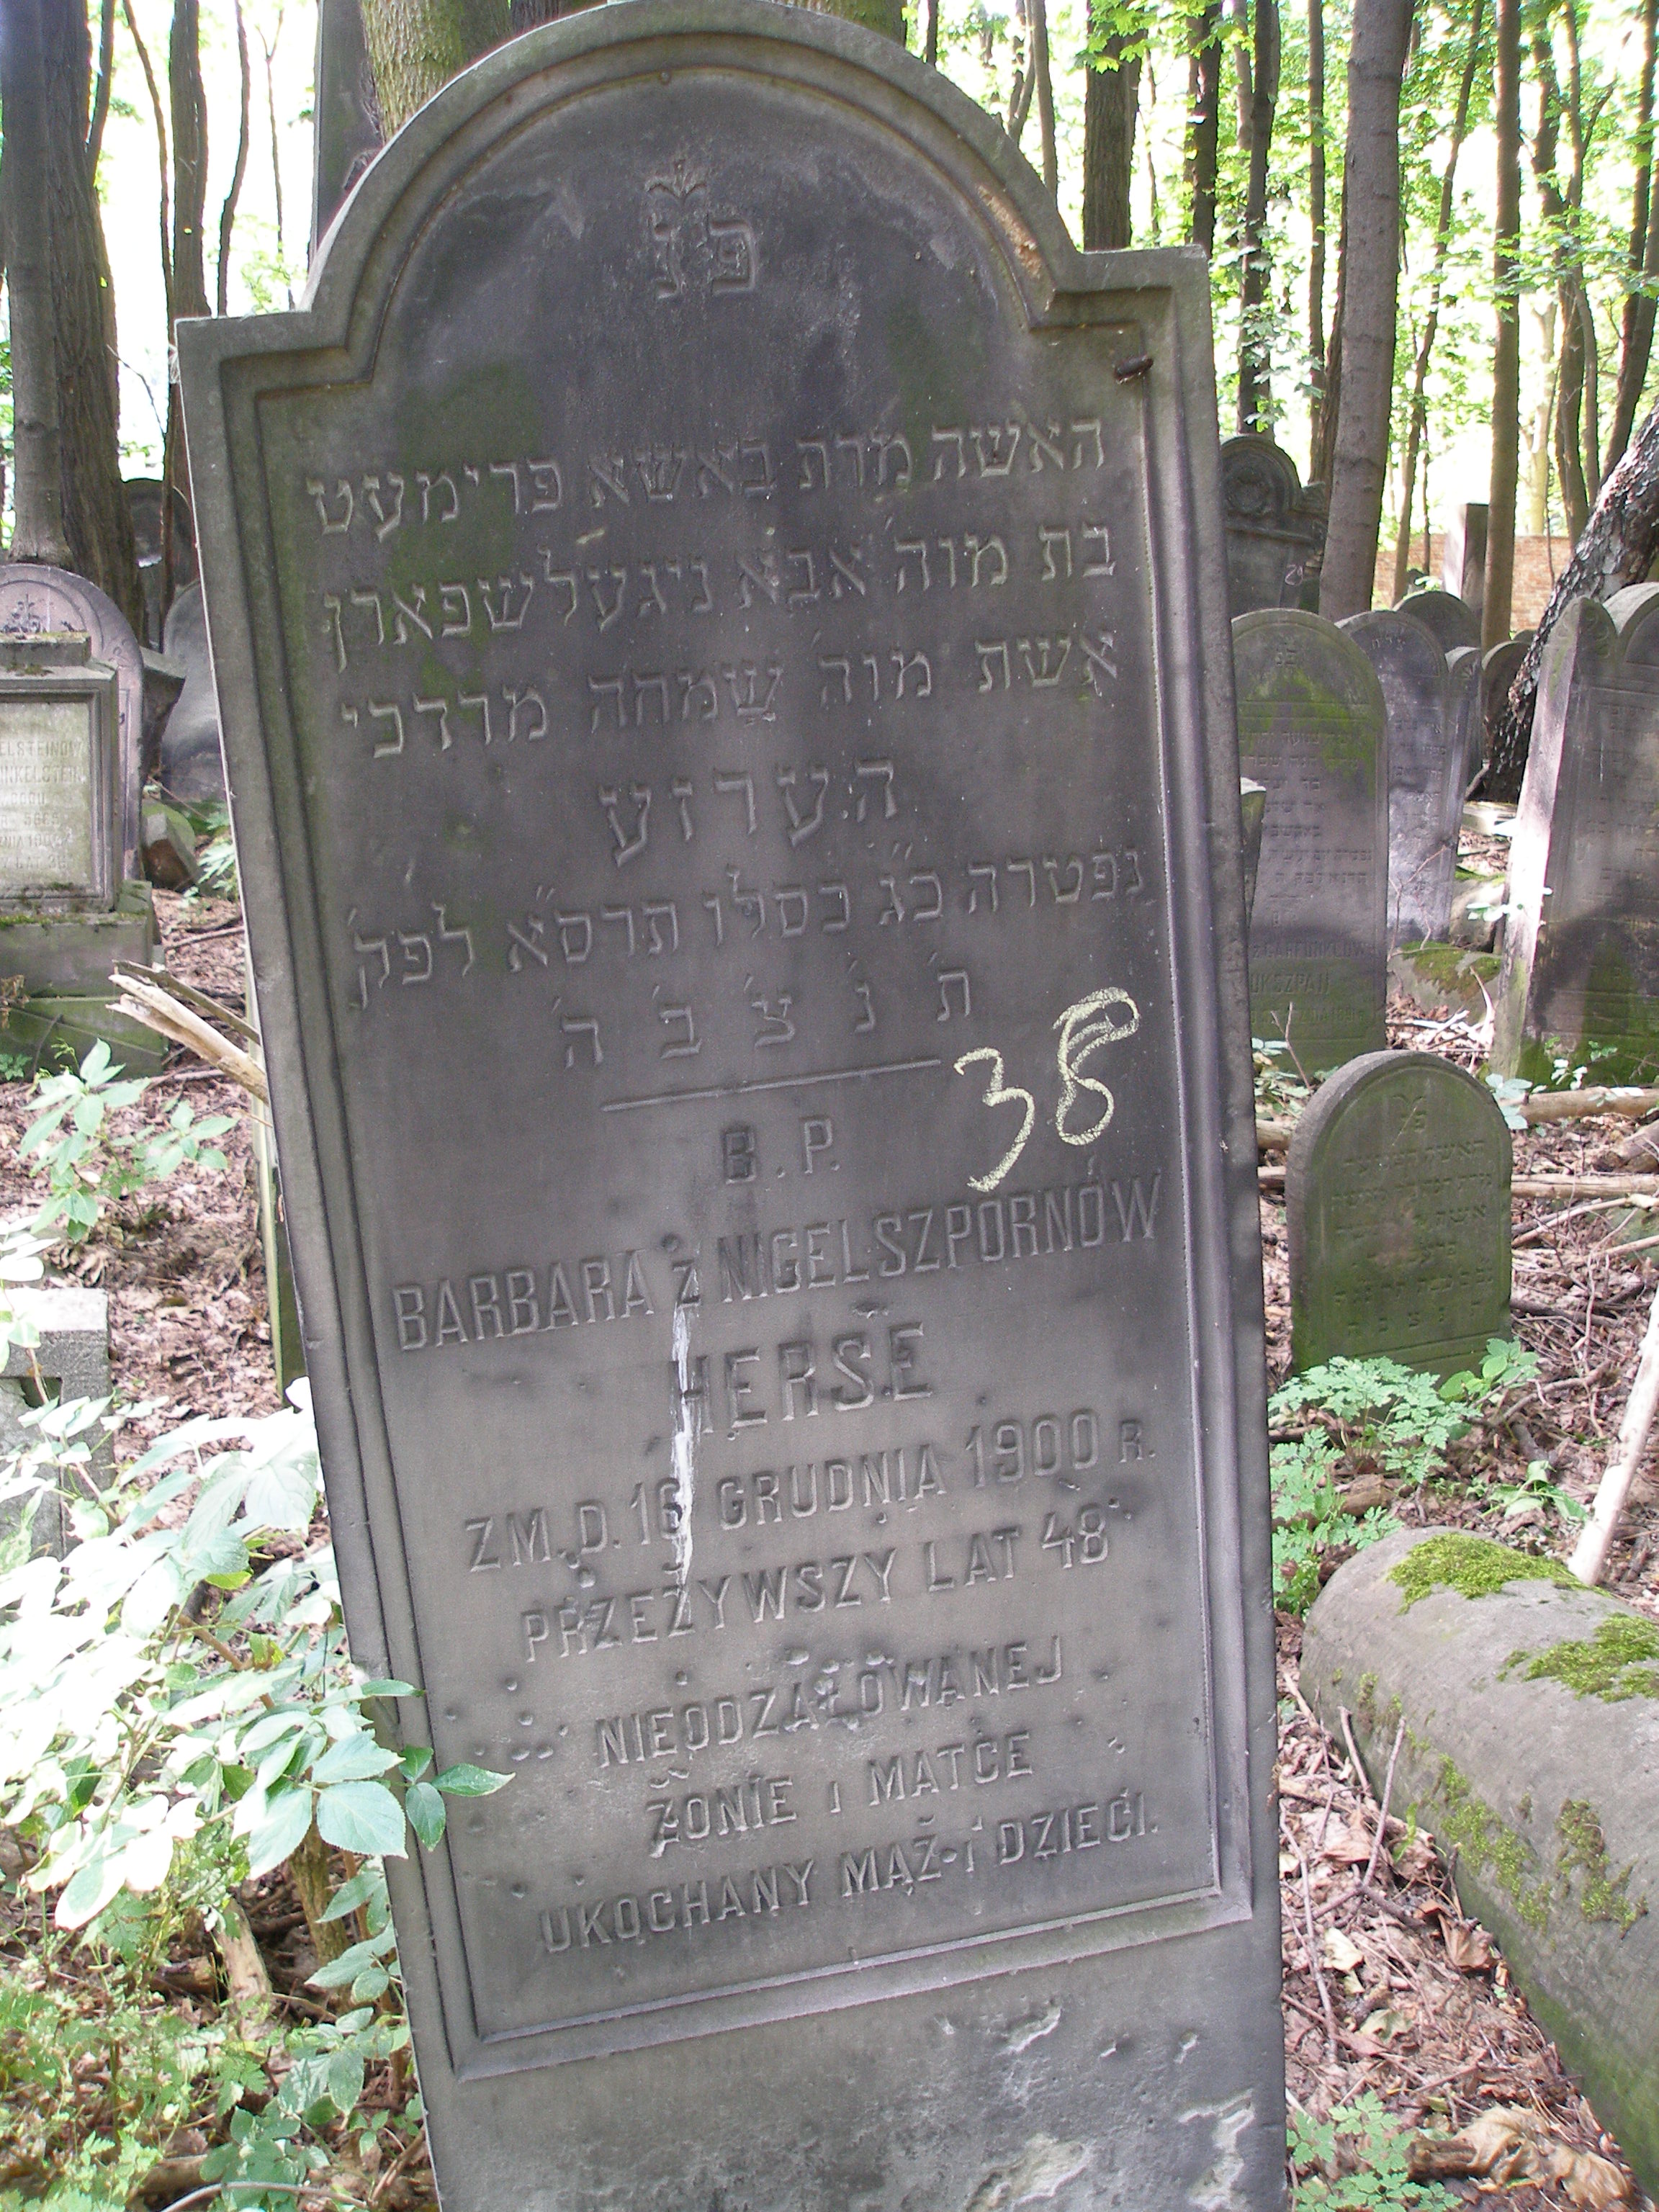 פ נ
האשה מרת באשא פרימעט
בת מוה' אבא ניגעלשפארן
אשת מוה' שמחה מרדכי
הערזע
נפטרה כ"ג כסלו תרס"א לפק'
ת' נ' צ' ב' ה'
38
B. P.
BARBARA z NIGELSZPORNÓW
HERSE
ZM. D. 16 GRUDNIA 1900 R.
PRZEŻYWSZY LAT 48
NIEODŻAŁOWANEJ
ŻONIE I MATCE
UKOCHANY MĄŻ I DZIECI.